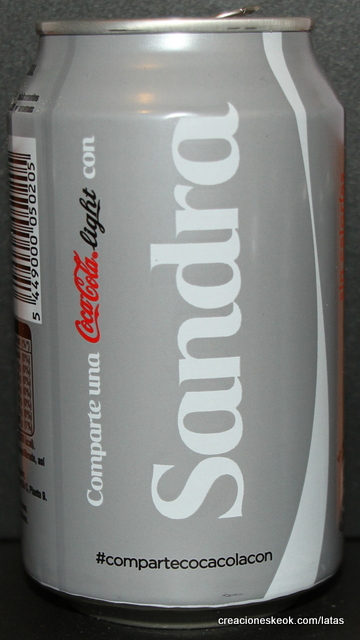 Comparte una Coca-Cola light con
Sandra
#compartecocacolacon
5 449000 050205
creacioneskeok.com/latas